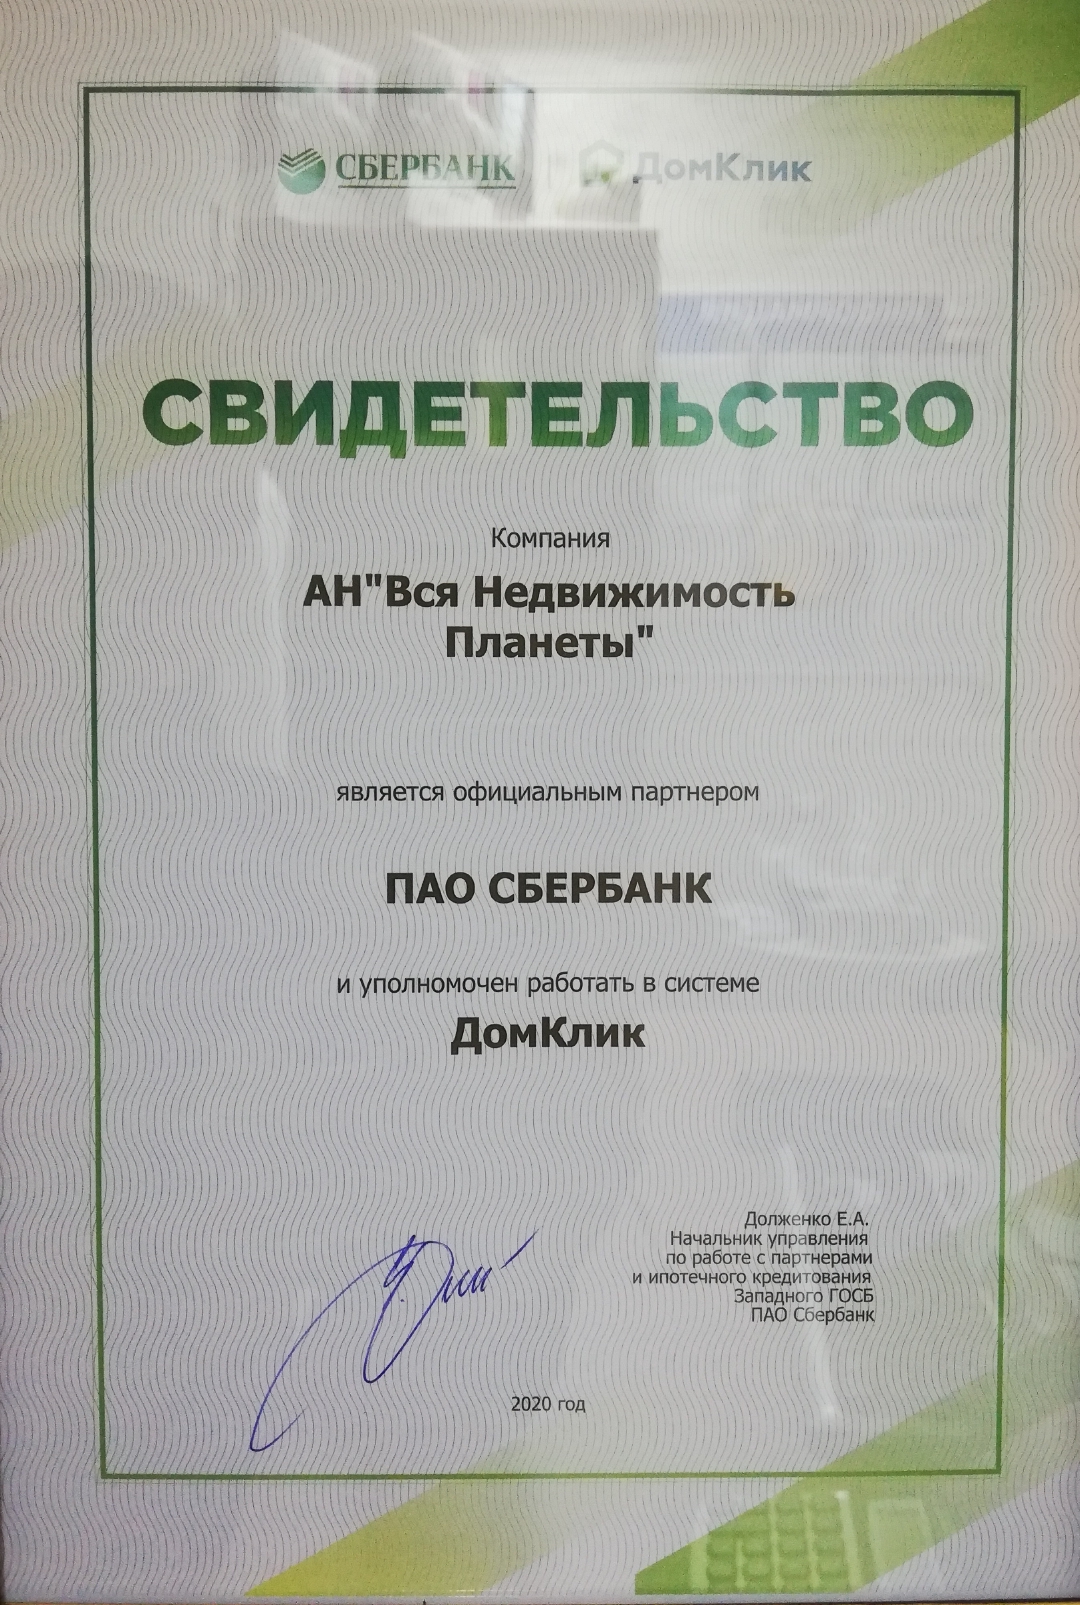 СБЕРБАНК ДомКлик
СВИДЕТЕЛЬСТВО
Компания
АН"Вся Недвижимость
Планеты"
является официальным партнером
ПАО СБЕРБАНК
и уполномочен работать в системе
ДомКлик
Долженко Е.А.
Начальник управления
по работе с партнерами
и ипотечного кредитования
Западного ГОСБ
ПАО Сбербанк
2020 год